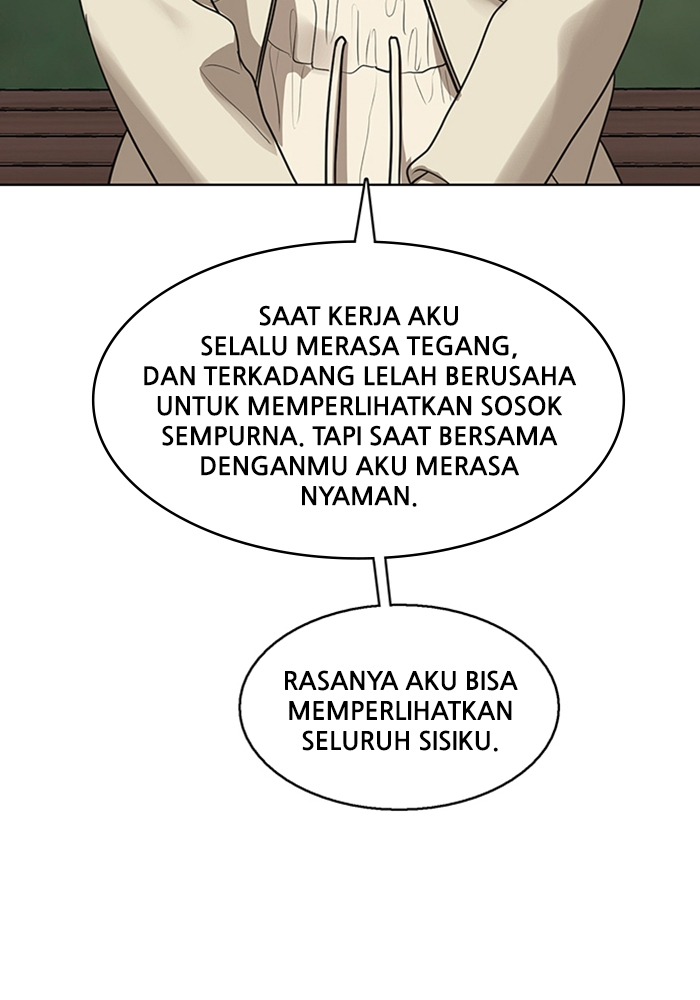 SAAT KERJA AKU
SELALU MERASA TEGANG,
DAN TERKADANG LELAH BERUSAHA
UNTUK MEMPERLIHATKAN SOSOK
SEMPURNA. TAPI SAAT BERSAMA
DENGANMU AKU MERASA
NYAMAN.
RASANYA AKU BISA
MEMPERLIHATKAN
SELURUH SISIKU.